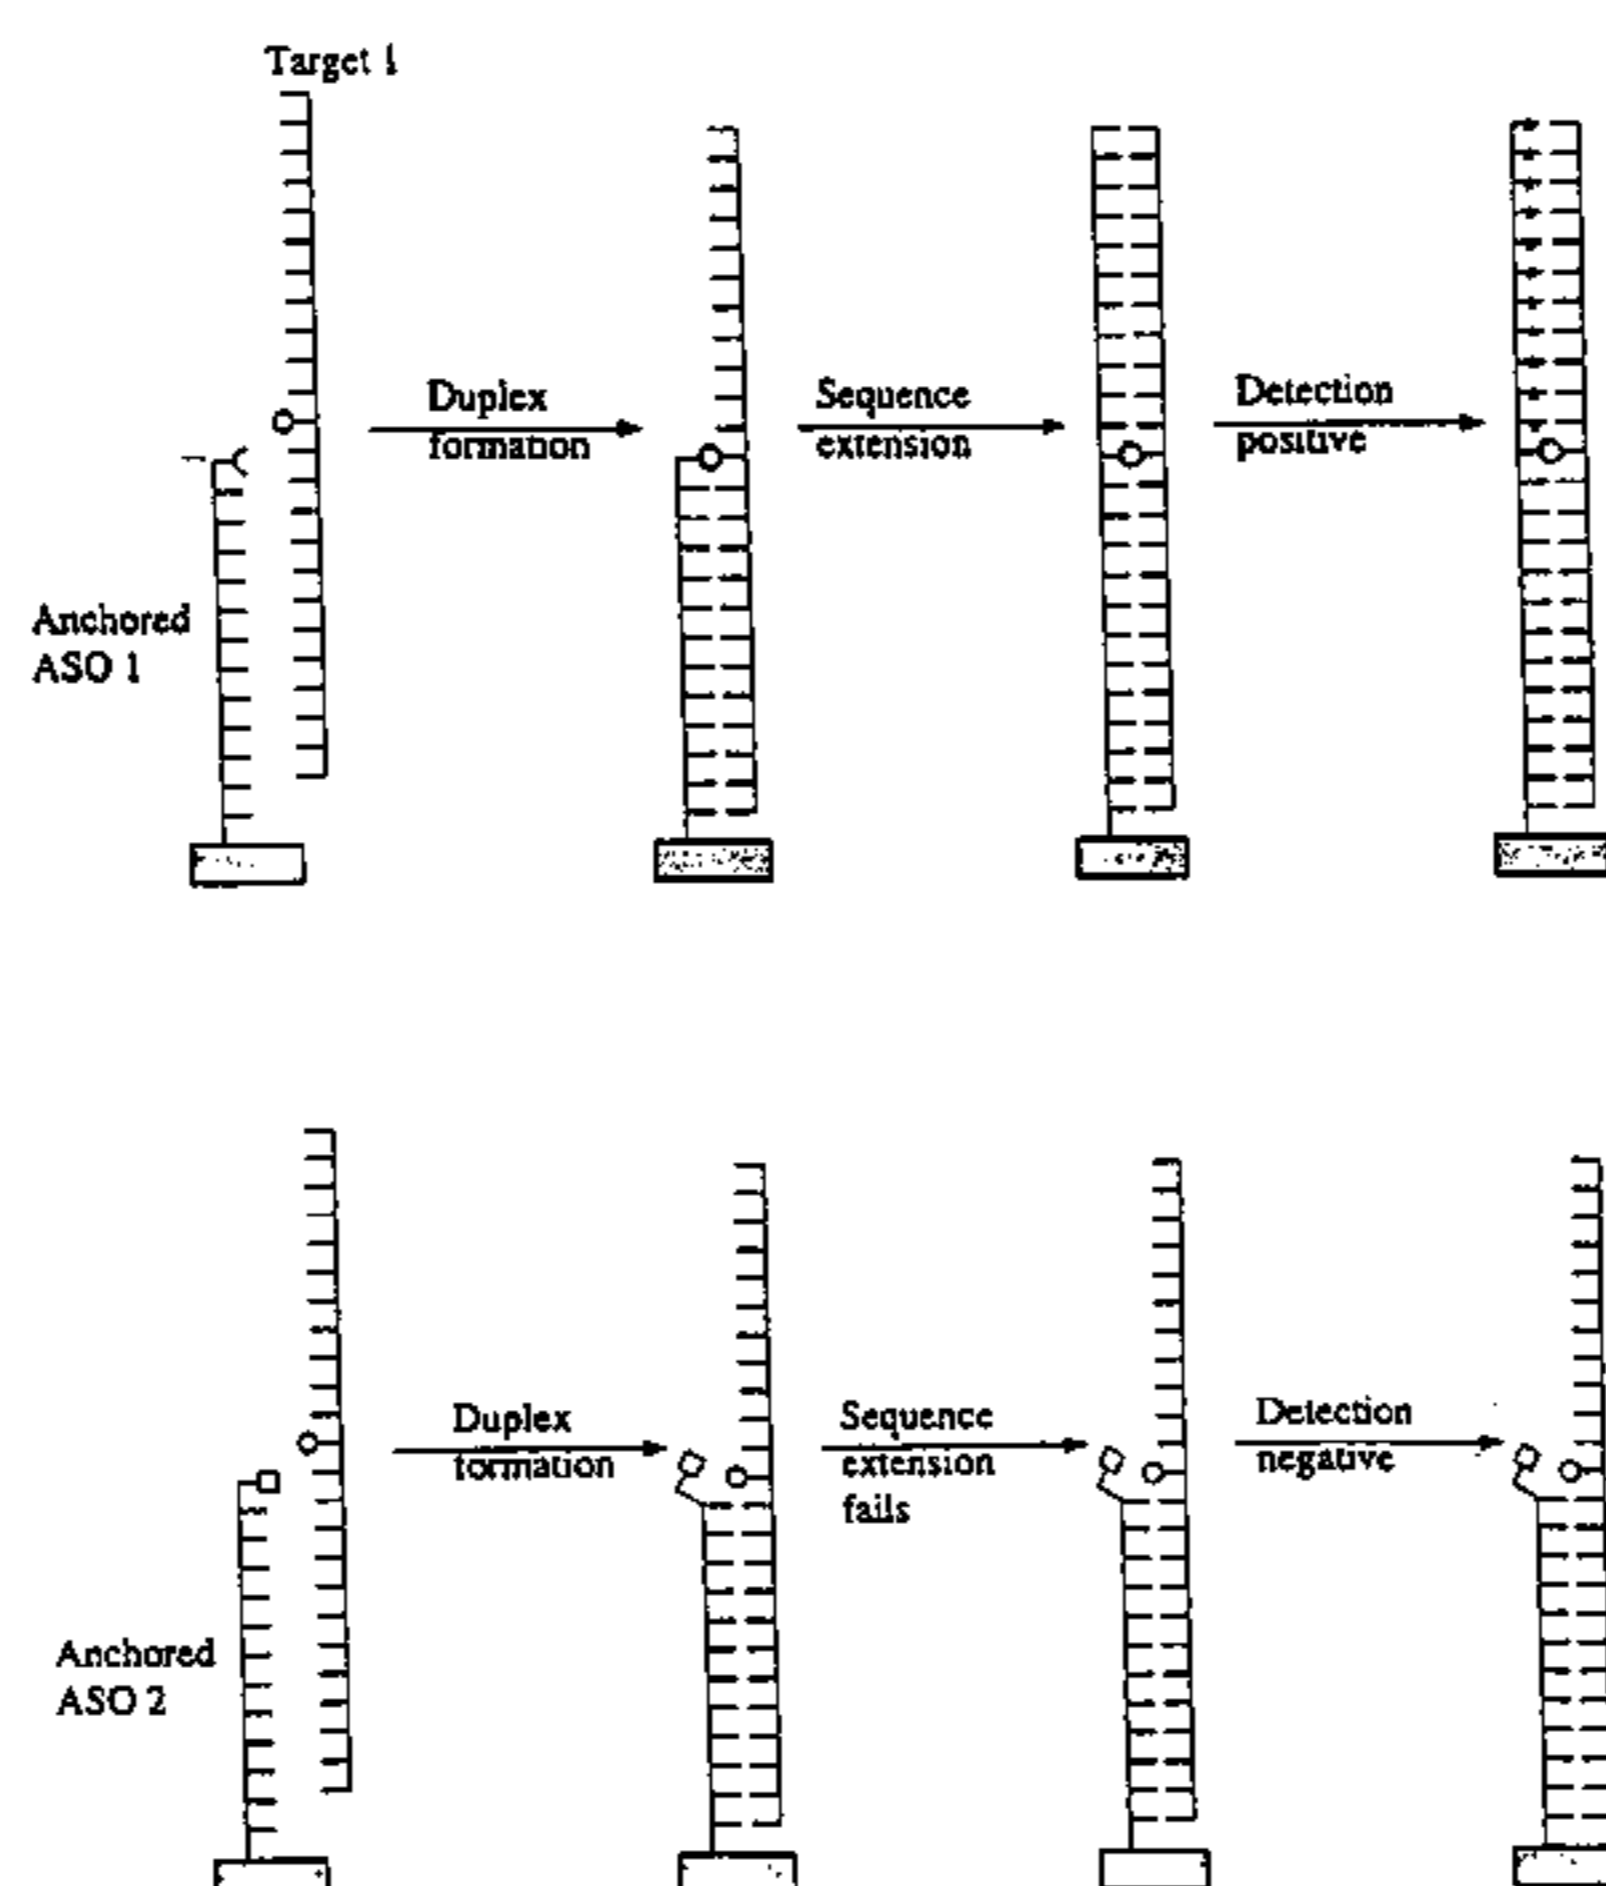 Target 1
Duplex
formation
Sequence
extension
Detection
positive
Anchored
ASO 1
Duplex
formation
Sequence
extension
fails
Detection
negative
Anchored
ASO 2